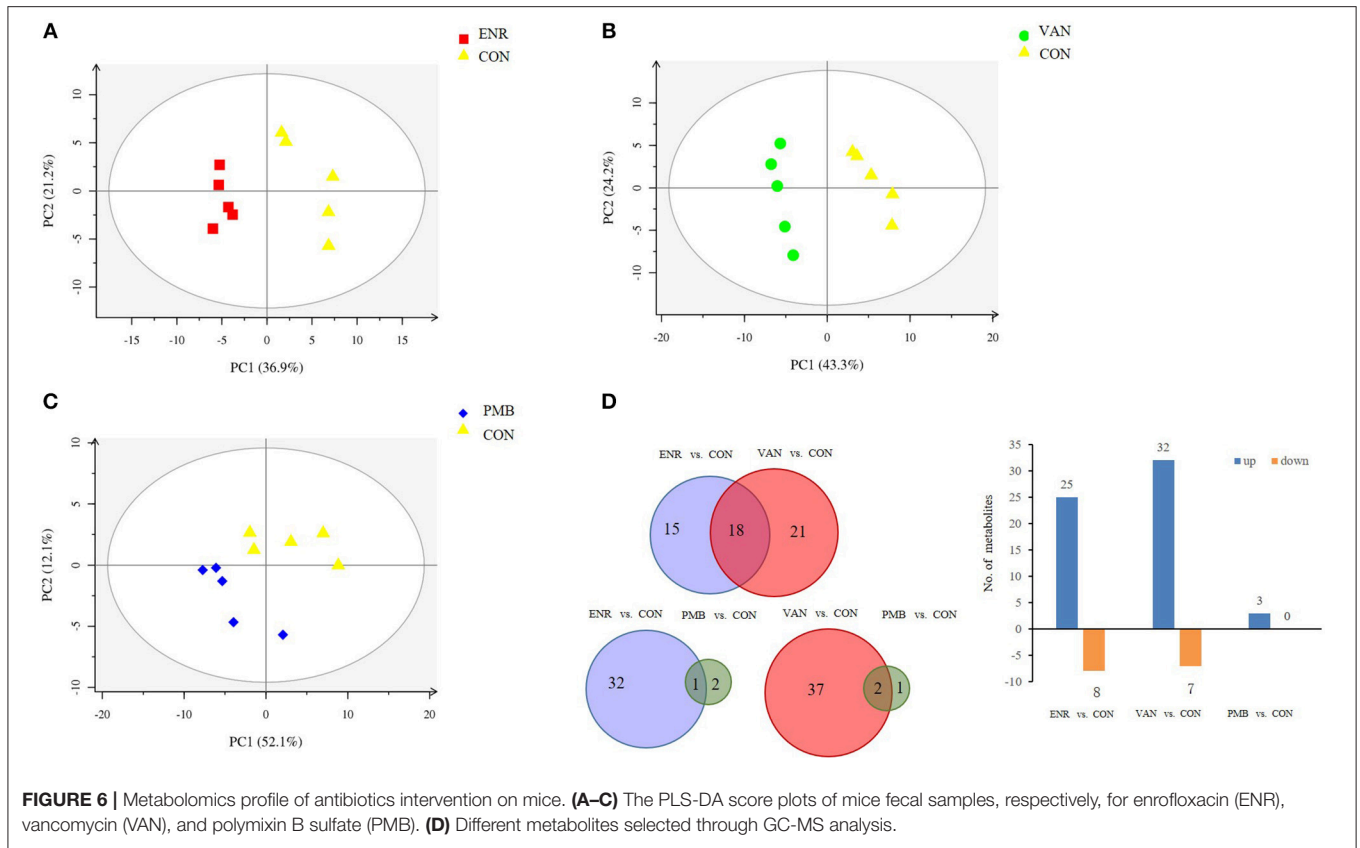 A
ENR
CON
10
5
0
-5
-10
PC2 (21.2%)
-15 -10 -5 0 5 10 15
PC1 (36.9%)
B
VAN
CON
10
5
0
-5
-10
PC2 (24.2%)
-20 -10 0 10 20
PC1 (43.3%)
C
PMB
CON
10
5
0
-5
-10
PC2 (12.1%)
-20 -10 0 10 20
PC1 (52.1%)
D
ENR vs. CON VAN vs. CON
15 18 21
ENR vs. CON PMB vs. CON
32 1 2
VAN vs. CON PMB vs. CON
37 2 1
up down
35
30
25
20
15
10
5
0
-5
-10
No. of metabolites
25 32 3 0
8 7
ENR vs. CON VAN vs. CON PMB vs. CON
FIGURE 6 | Metabolomics profile of antibiotics intervention on mice. (A–C) The PLS-DA score plots of mice fecal samples, respectively, for enrofloxacin (ENR),
vancomycin (VAN), and polymixin B sulfate (PMB). (D) Different metabolites selected through GC-MS analysis.